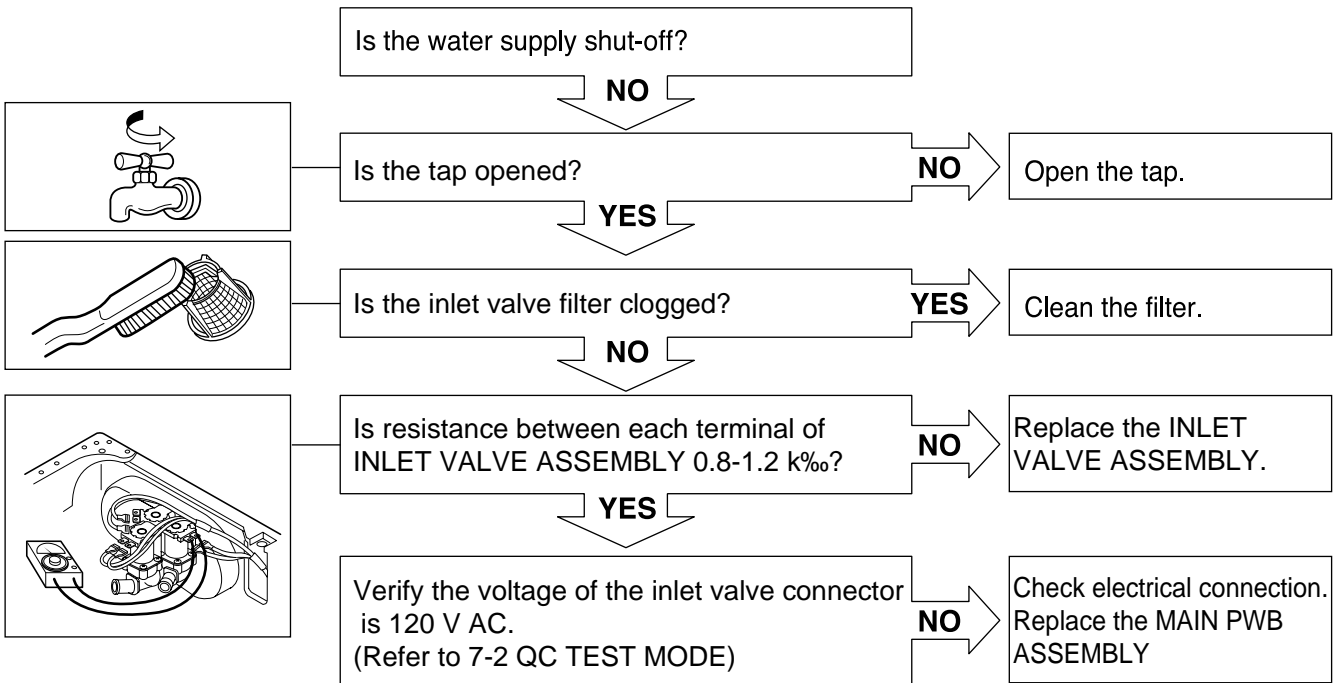 Is the water supply shut-off?
NO
Is the tap opened?
NO
Open the tap.
YES
Is the inlet valve filter clogged?
YES
Clean the filter.
NO
Is resistance between each terminal of
INLET VALVE ASSEMBLY 0.8-1.2 k‰?
NO
Replace the INLET
VALVE ASSEMBLY.
YES
Verify the voltage of the inlet valve connector
is 120 V AC.
(Refer to 7-2 QC TEST MODE)
NO
Check electrical connection.
Replace the MAIN PWB
ASSEMBLY